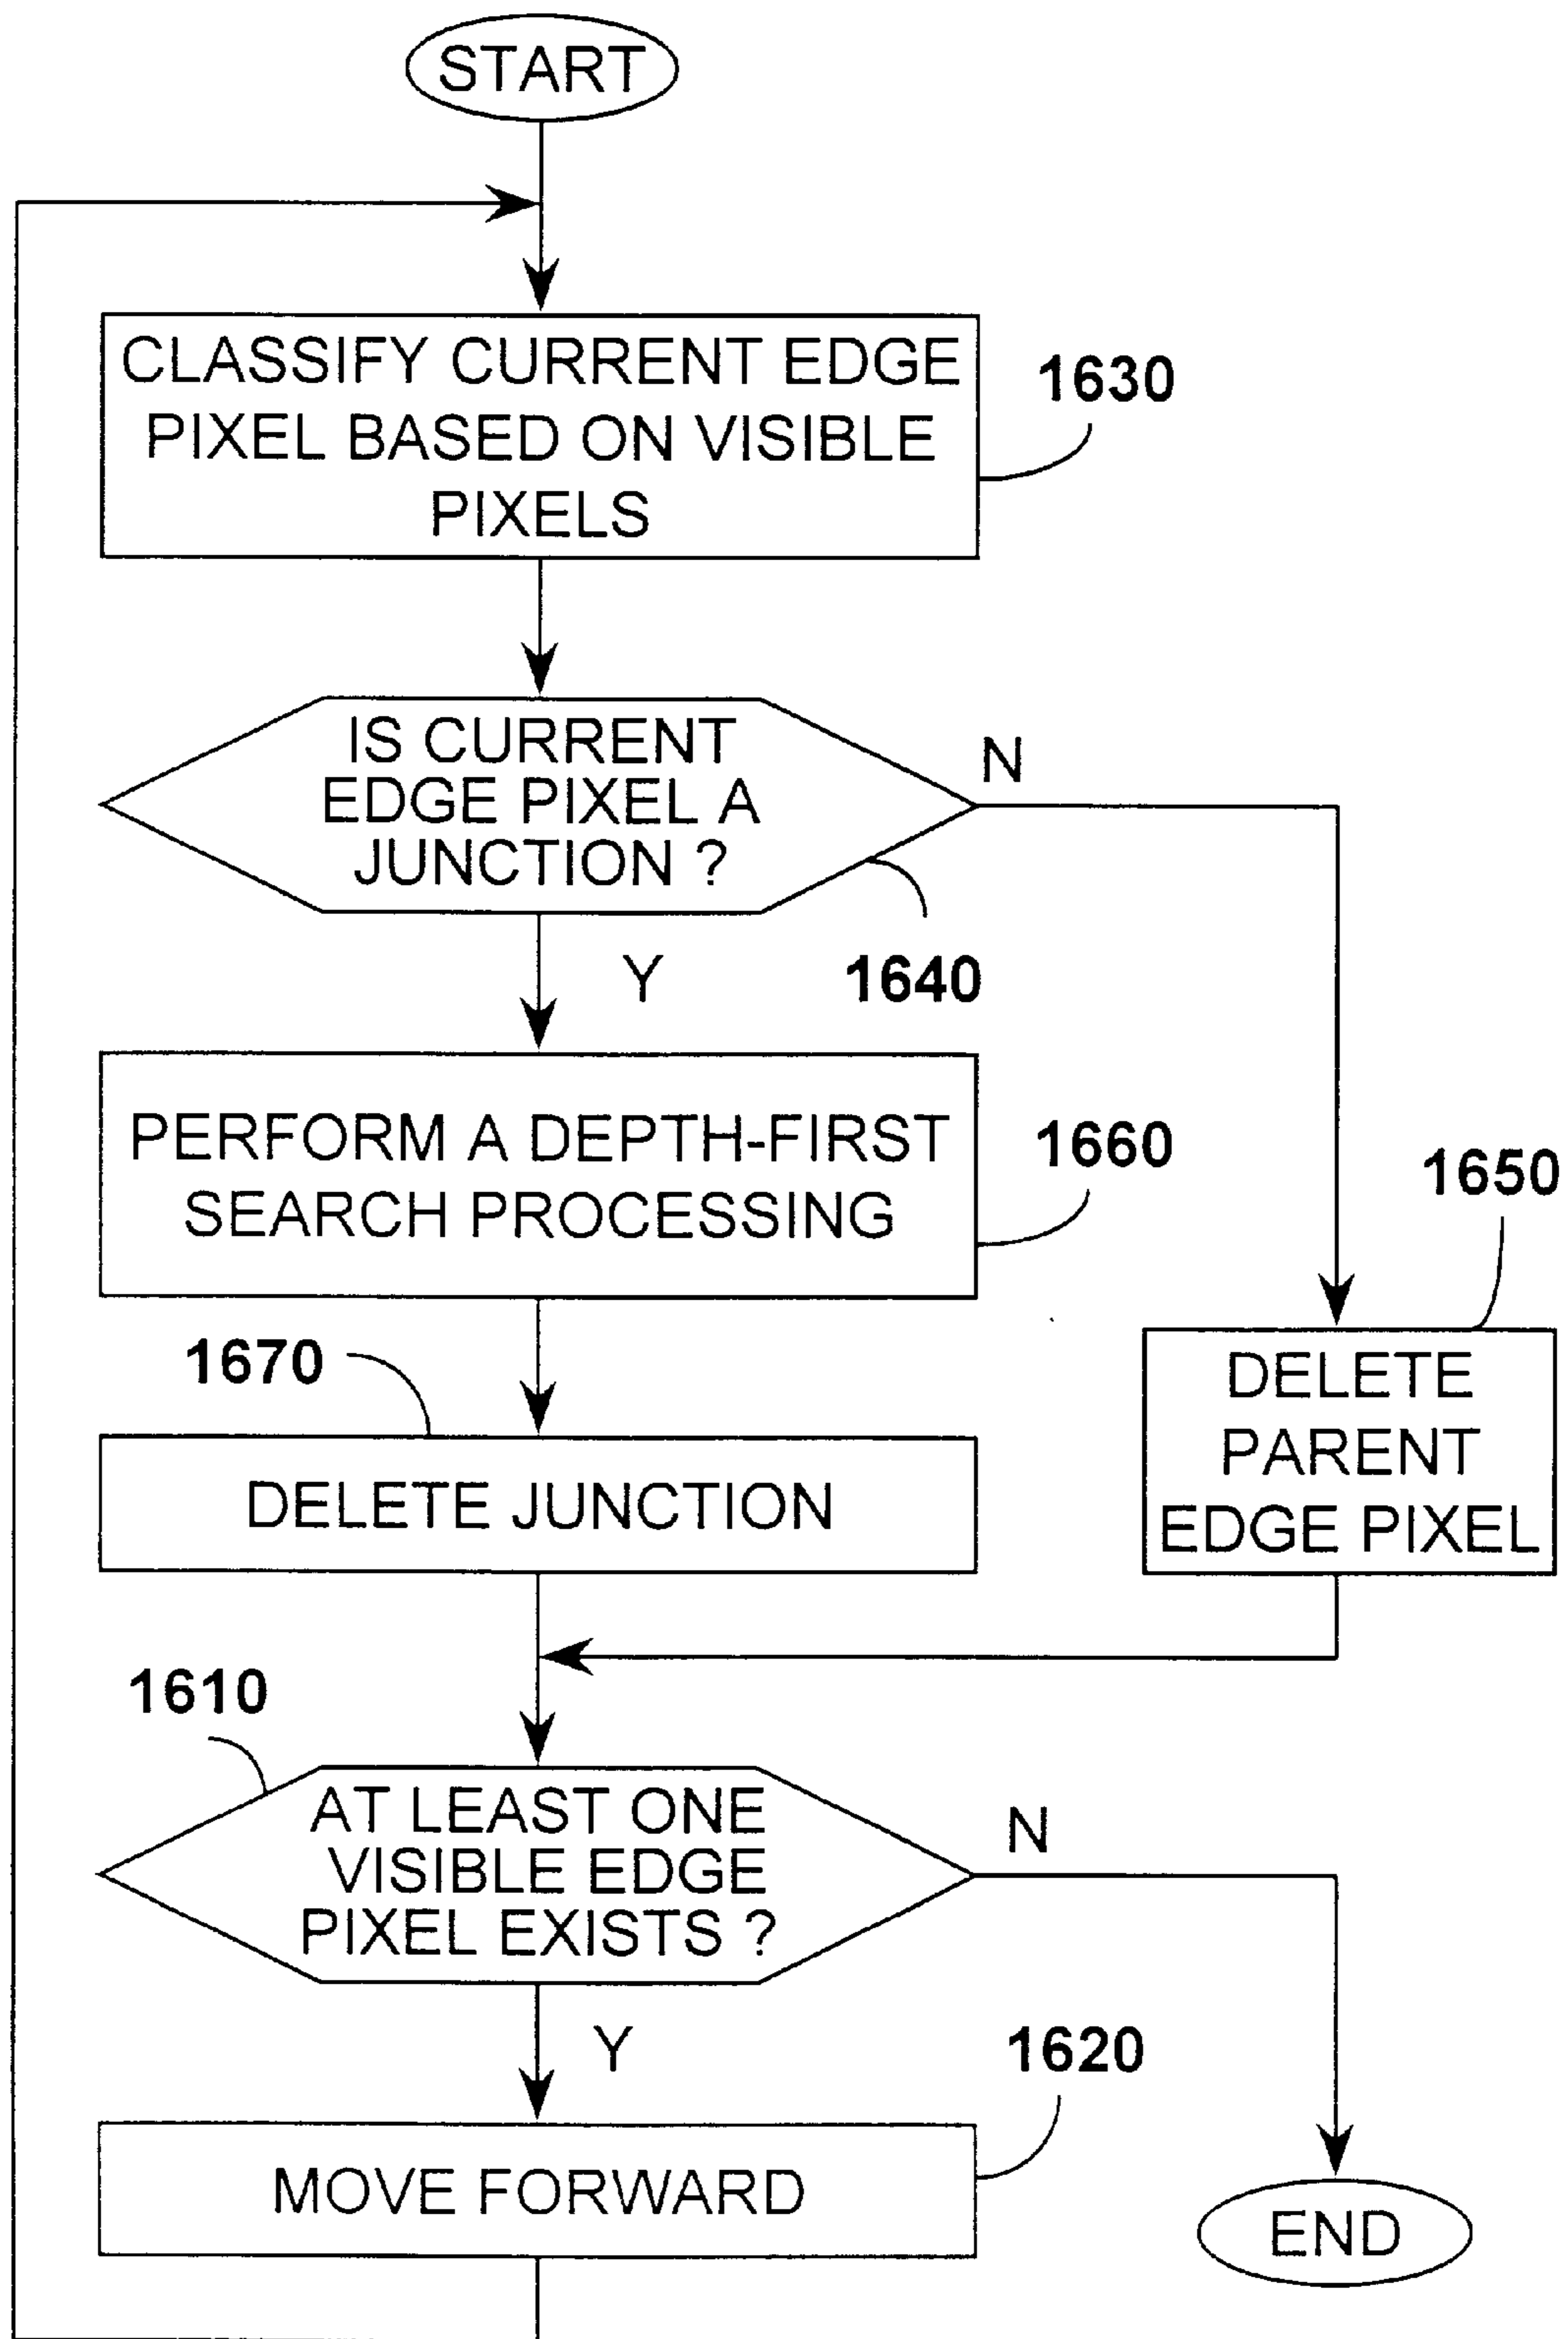 START
CLASSIFY CURRENT EDGE
PIXEL BASED ON VISIBLE
PIXELS
1630
IS CURRENT
EDGE PIXEL A
JUNCTION ?
N
Y
1640
PERFORM A DEPTH-FIRST
SEARCH PROCESSING
1660
1650
1670
DELETE JUNCTION
DELETE
PARENT
EDGE PIXEL
1610
AT LEAST ONE
VISIBLE EDGE
PIXEL EXISTS ?
N
Y
1620
MOVE FORWARD
END